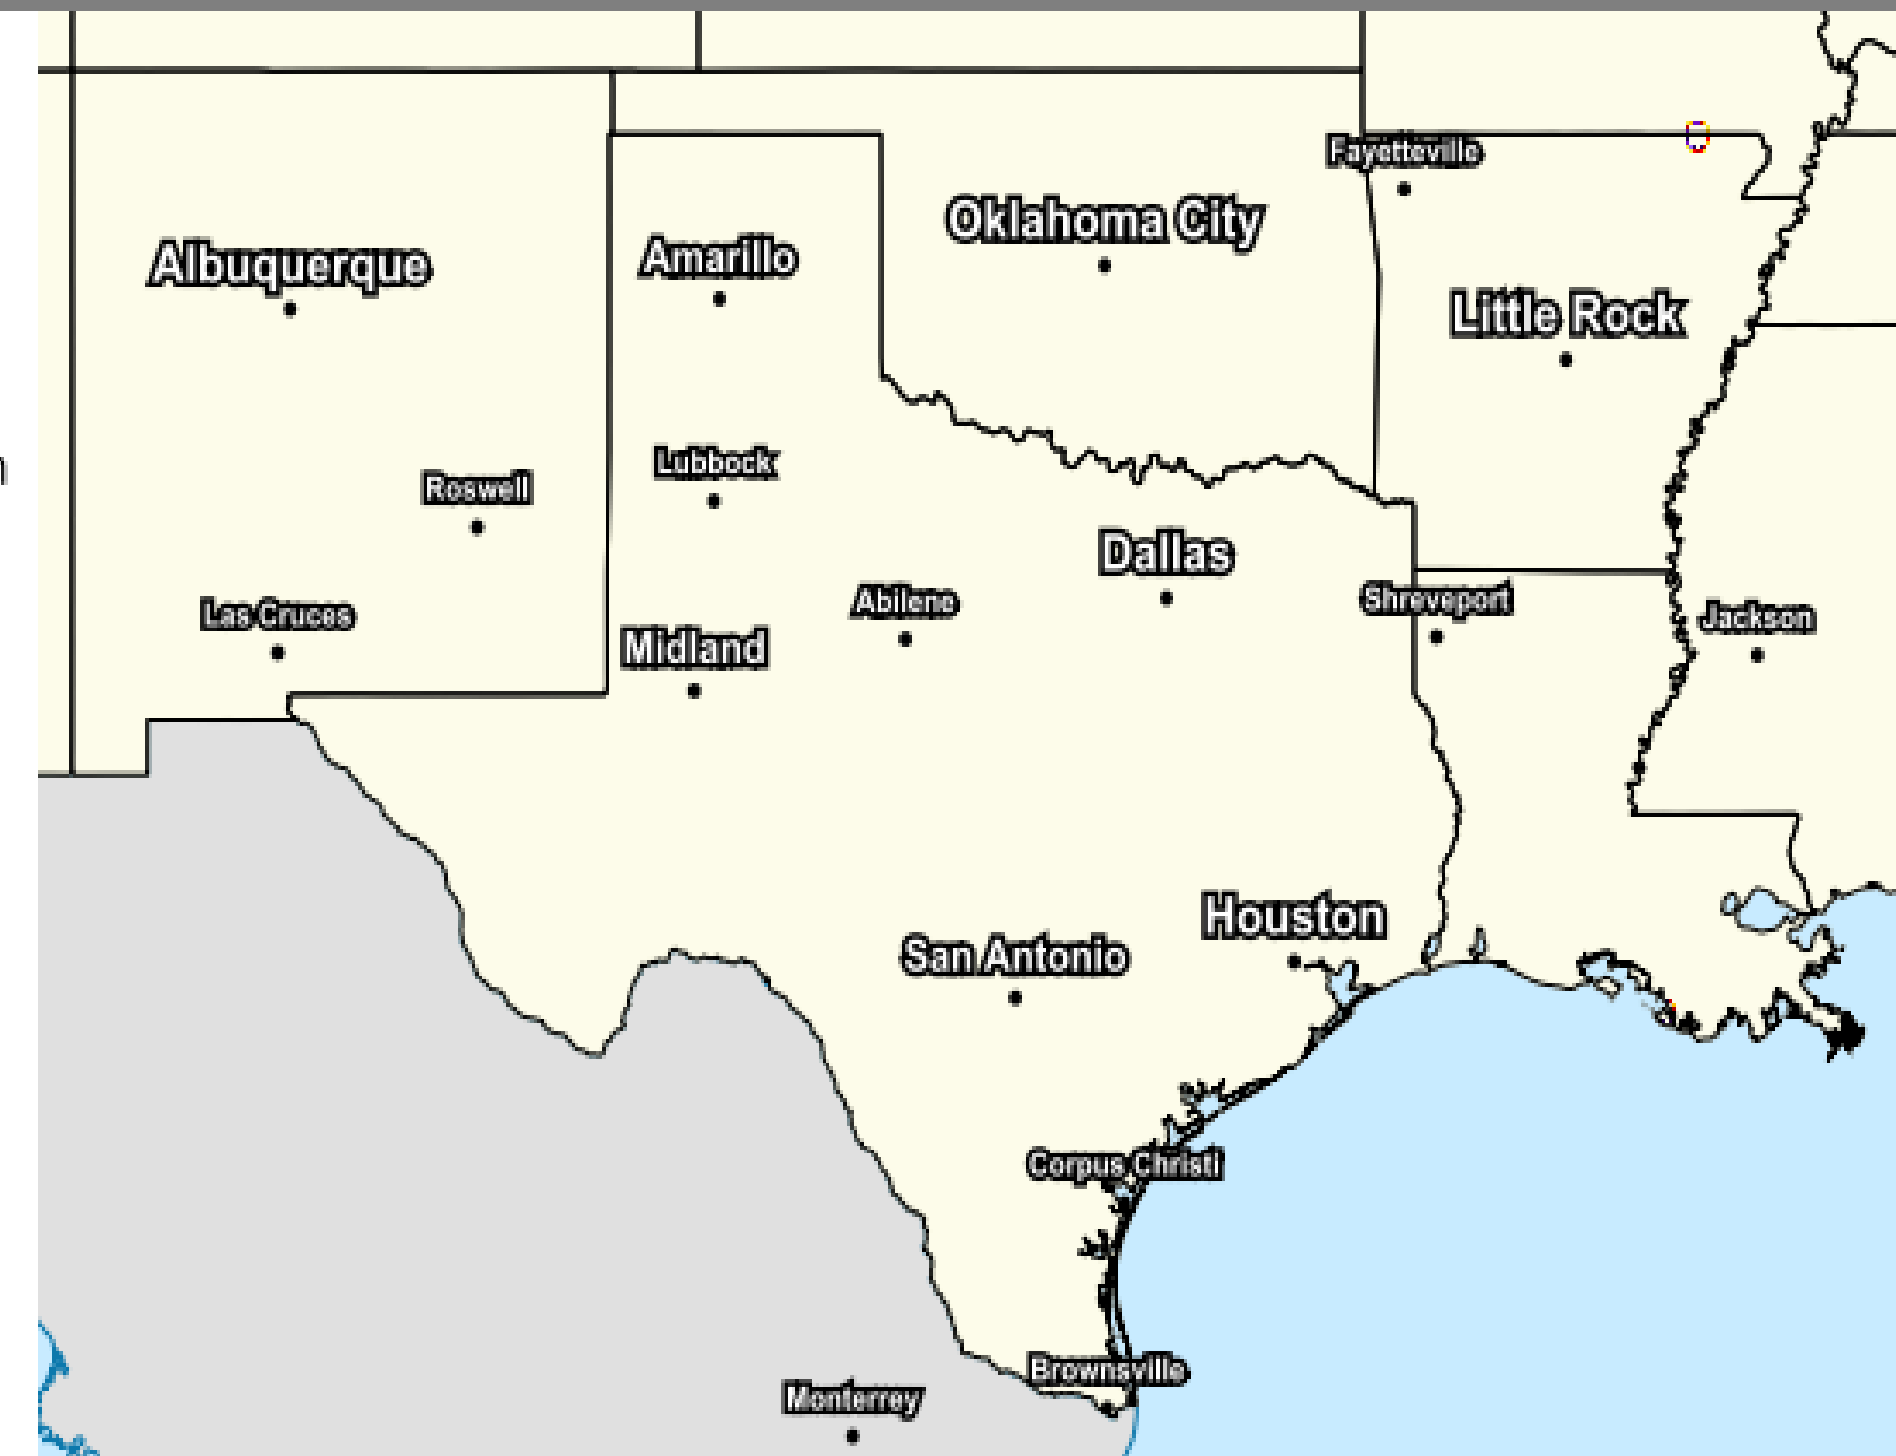 Fayetteville
Oklahoma City
Albuquerque
Amarillo
Little Rock
Lubbock
Roswell
Dallas
Abilene
Shreveport
Las Cruces
Jackson
Midland
Houston
San Antonio
Corpus Christi
Brownsville
Monterrey